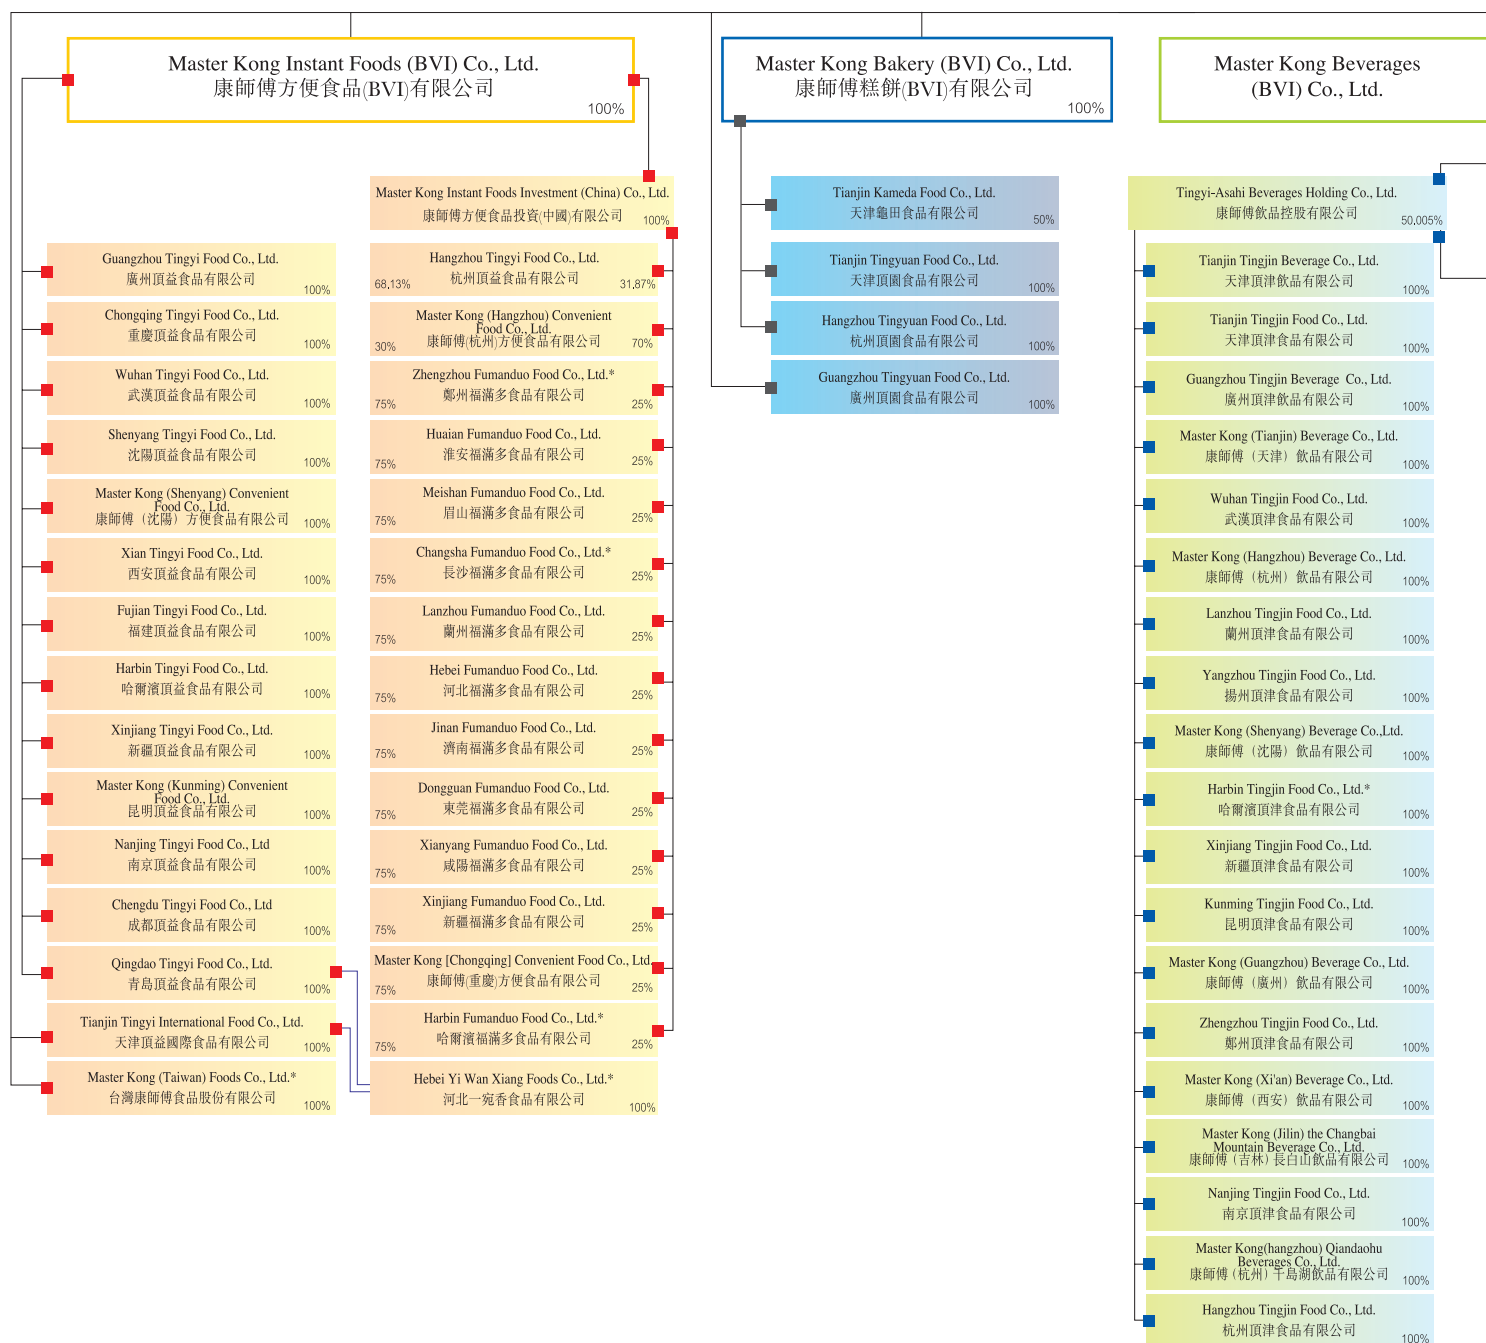 Master Kong Instant Foods (BVI) Co., Ltd.
康師傅方便食品(BVI)有限公司
100%
Master Kong Instant Foods Investment (China) Co., Ltd.
康師傅方便食品投資(中國)有限公司
100%
Guangzhou Tingyi Food Co., Ltd.
廣州頂益食品有限公司
100%
Chongqing Tingyi Food Co., Ltd.
重慶頂益食品有限公司
100%
Wuhan Tingyi Food Co., Ltd.
武漢頂益食品有限公司
100%
Shenyang Tingyi Food Co., Ltd.
沈陽頂益食品有限公司
100%
Master Kong (Shenyang) Convenient
Food Co., Ltd.
康師傅（沈陽）方便食品有限公司
100%
Xian Tingyi Food Co., Ltd.
西安頂益食品有限公司
100%
Fujian Tingyi Food Co., Ltd.
福建頂益食品有限公司
100%
Harbin Tingyi Food Co., Ltd.
哈爾濱頂益食品有限公司
100%
Xinjiang Tingyi Food Co., Ltd.
新疆頂益食品有限公司
100%
Master Kong (Kunming) Convenient
Food Co., Ltd.
昆明頂益食品有限公司
100%
Nanjing Tingyi Food Co., Ltd
南京頂益食品有限公司
100%
Chengdu Tingyi Food Co., Ltd
成都頂益食品有限公司
100%
Qingdao Tingyi Food Co., Ltd.
青島頂益食品有限公司
100%
Tianjin Tingyi International Food Co., Ltd.
天津頂益國際食品有限公司
100%
Master Kong (Taiwan) Foods Co., Ltd.*
台灣康師傅食品股份有限公司
100%
Hangzhou Tingyi Food Co., Ltd.
杭州頂益食品有限公司
68,13% 31,87%
Master Kong (Hangzhou) Convenient
Food Co., Ltd.
康師傅(杭州)方便食品有限公司
30% 70%
Zhengzhou Fumanduo Food Co., Ltd.*
鄭州福滿多食品有限公司
75% 25%
Huaian Fumanduo Food Co., Ltd.
淮安福滿多食品有限公司
75% 25%
Meishan Fumanduo Food Co., Ltd.
眉山福滿多食品有限公司
75% 25%
Changsha Fumanduo Food Co., Ltd.*
長沙福滿多食品有限公司
75% 25%
Lanzhou Fumanduo Food Co., Ltd.
蘭州福滿多食品有限公司
75% 25%
Hebei Fumanduo Food Co., Ltd.
河北福滿多食品有限公司
75% 25%
Jinan Fumanduo Food Co., Ltd.
濟南福滿多食品有限公司
75% 25%
Dongguan Fumanduo Food Co., Ltd.
東莞福滿多食品有限公司
75% 25%
Xianyang Fumanduo Food Co., Ltd.
咸陽福滿多食品有限公司
75% 25%
Xinjiang Fumanduo Food Co., Ltd.
新疆福滿多食品有限公司
75% 25%
Master Kong [Chongqing] Convenient Food Co., Ltd.
康師傅(重慶)方便食品有限公司
75% 25%
Harbin Fumanduo Food Co., Ltd.*
哈爾濱福滿多食品有限公司
75% 25%
Hebei Yi Wan Xiang Foods Co., Ltd.*
河北一宛香食品有限公司
100%
Master Kong Bakery (BVI) Co., Ltd.
康師傅糕餅(BVI)有限公司
100%
Tianjin Kameda Food Co., Ltd.
天津龜田食品有限公司
50%
Tianjin Tingyuan Food Co., Ltd.
天津頂園食品有限公司
100%
Hangzhou Tingyuan Food Co., Ltd.
杭州頂園食品有限公司
100%
Guangzhou Tingyuan Food Co., Ltd.
廣州頂園食品有限公司
100%
Master Kong Beverages
(BVI) Co., Ltd.
Tingyi-Asahi Beverages Holding Co., Ltd.
康師傅飲品控股有限公司
50,005%
Tianjin Tingjin Beverage Co., Ltd.
天津頂津飲品有限公司
100%
Tianjin Tingjin Food Co., Ltd.
天津頂津食品有限公司
100%
Guangzhou Tingjin Beverage Co., Ltd.
廣州頂津飲品有限公司
100%
Master Kong (Tianjin) Beverage Co., Ltd.
康師傅（天津）飲品有限公司
100%
Wuhan Tingjin Food Co., Ltd.
武漢頂津食品有限公司
100%
Master Kong (Hangzhou) Beverage Co., Ltd.
康師傅（杭州）飲品有限公司
100%
Lanzhou Tingjin Food Co., Ltd.
蘭州頂津食品有限公司
100%
Yangzhou Tingjin Food Co., Ltd.
揚州頂津食品有限公司
100%
Master Kong (Shenyang) Beverage Co.,Ltd.
康師傅（沈陽）飲品有限公司
100%
Harbin Tingjin Food Co., Ltd.*
哈爾濱頂津食品有限公司
100%
Xinjiang Tingjin Food Co., Ltd.
新疆頂津食品有限公司
100%
Kunming Tingjin Food Co., Ltd.
昆明頂津食品有限公司
100%
Master Kong (Guangzhou) Beverage Co., Ltd.
康師傅（廣州）飲品有限公司
100%
Zhengzhou Tingjin Food Co., Ltd.
鄭州頂津食品有限公司
100%
Master Kong (Xi'an) Beverage Co., Ltd.
康師傅（西安）飲品有限公司
100%
Master Kong (Jilin) the Changbai
Mountain Beverage Co., Ltd.
康師傅（吉林）長白山飲品有限公司
100%
Nanjing Tingjin Food Co., Ltd.
南京頂津食品有限公司
100%
Master Kong(hangzhou) Qiandaohu
Beverages Co., Ltd.
康師傅（杭州）千島湖飲品有限公司
100%
Hangzhou Tingjin Food Co., Ltd.
杭州頂津食品有限公司
100%